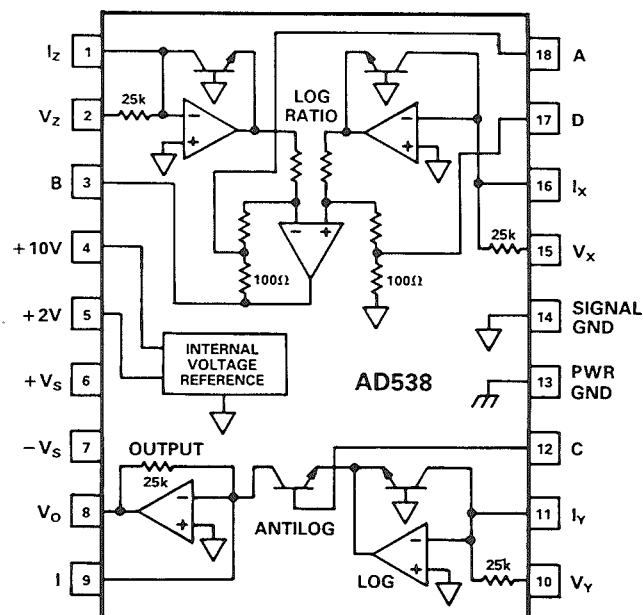 I_Z 1
18 A
V_Z 2
25k
LOG
RATIO
17 D
B 3
16 I_X
+10V 4
25k
15 V_X
100Ω
100Ω
+2V 5
14 SIGNAL
GND
INTERNAL
VOLTAGE
REFERENCE
AD538
+V_S 6
13 PWR
GND
-V_S 7
OUTPUT
12 C
25k
V_O 8
ANTILOG
11 I_Y
I 9
LOG
25k
10 V_Y
- + - + - + - + - +